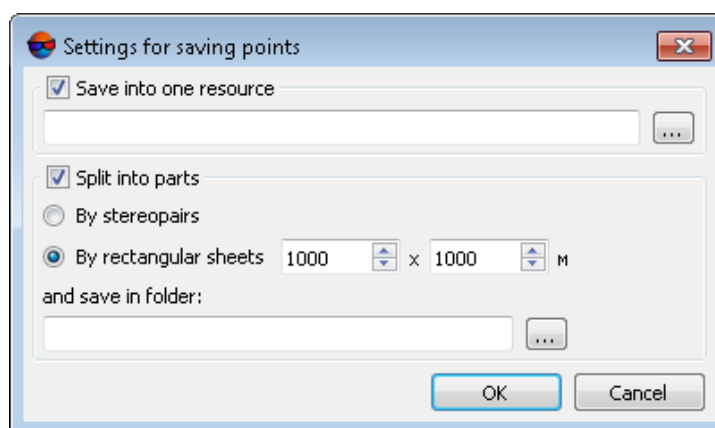 Settings for saving points
Save into one resource
...
Split into parts
By stereopairs
By rectangular sheets 1000 x 1000 м
and save in folder:
...
OK Cancel